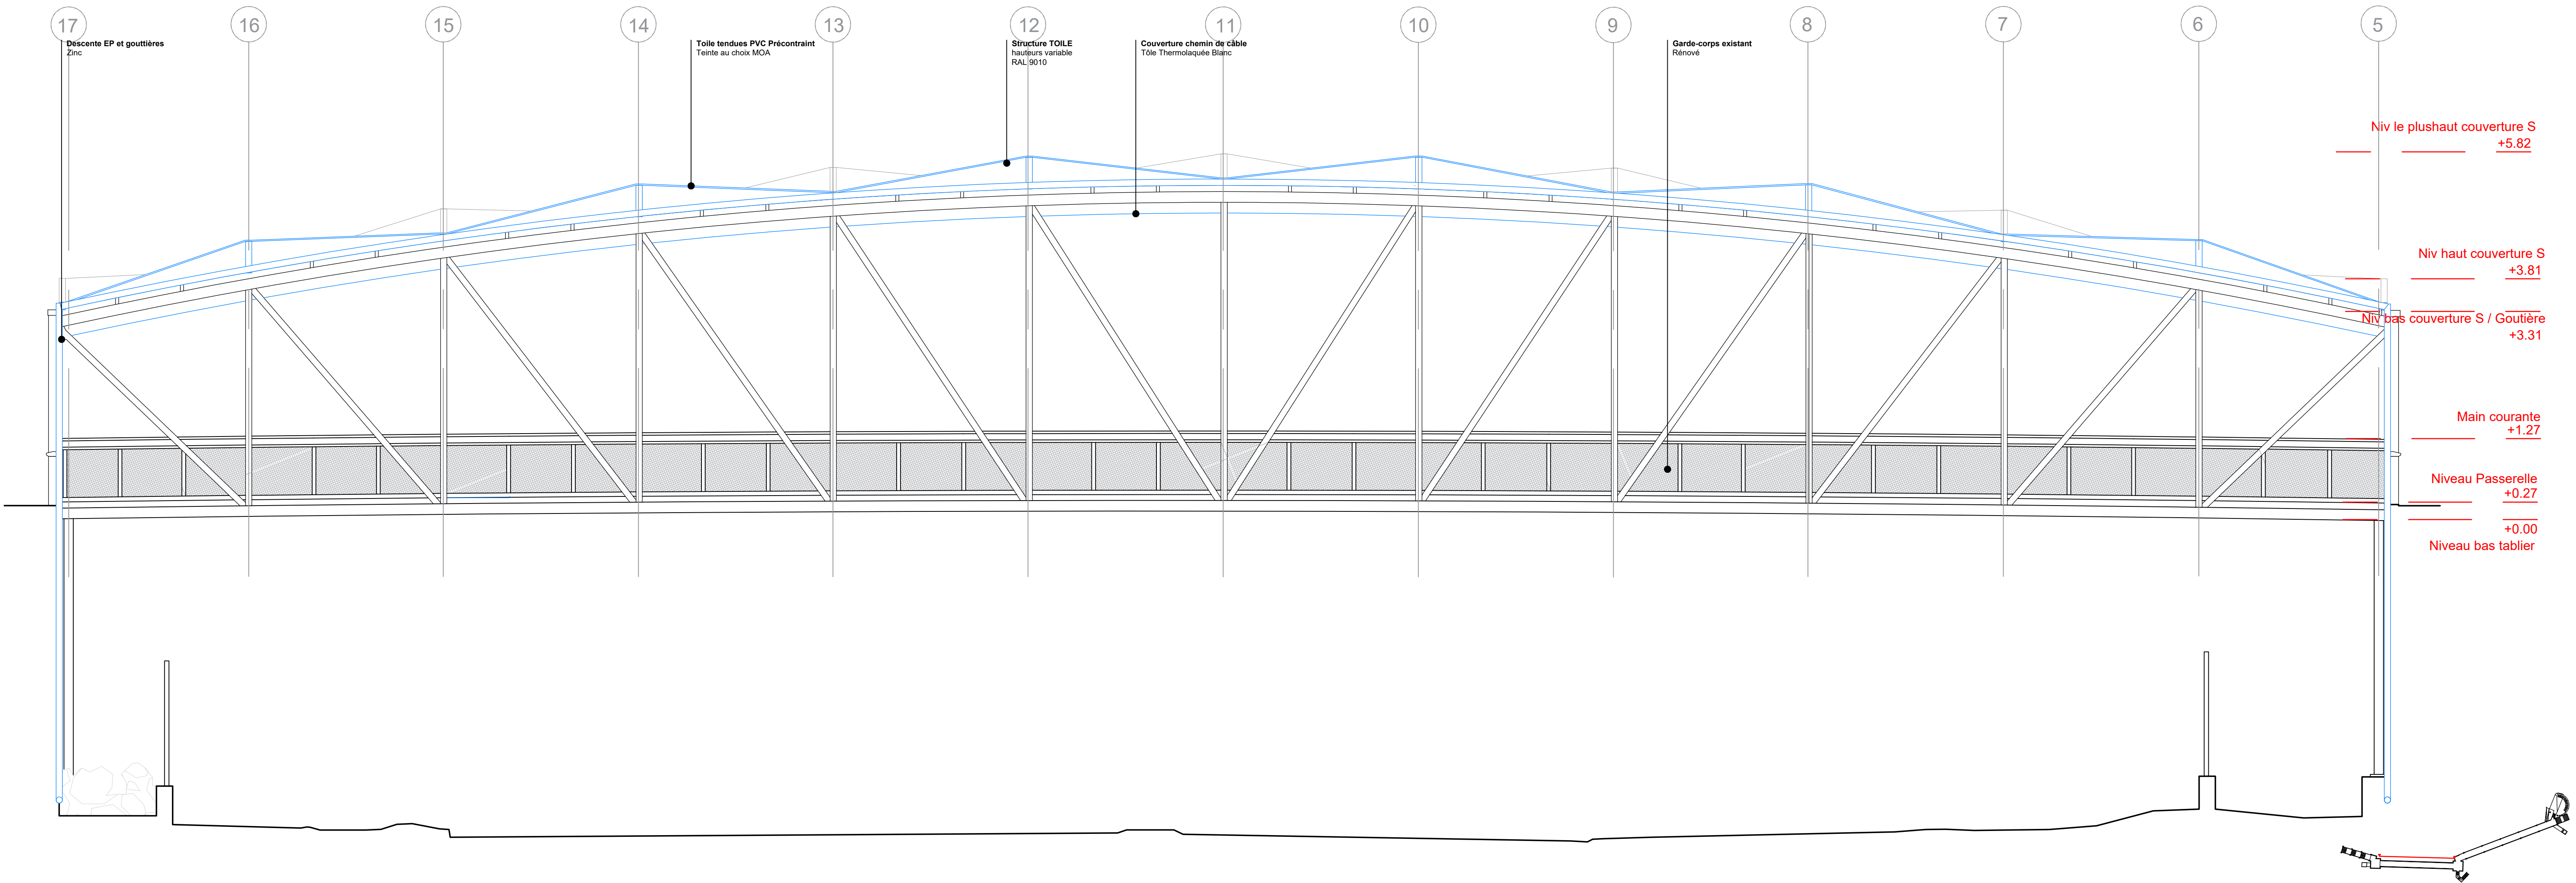 17 16 15 14 13 12 11 10 9 8 7 6 5
Descente EP et gouttières
Zinc
Toile tendues PVC Précontraint
Teinte au choix MOA
Structure TOILE
hauteurs variable
RAL 9010
Couverture chemin de câble
Tôle Thermolaquée Blanc
Garde-corps existant
Rénové
Niv le plushaut couverture S
+5.82
Niv haut couverture S
+3.81
Niv bas couverture S / Goutière
+3.31
Main courante
+1.27
Niveau Passerelle
+0.27
+0.00
Niveau bas tablier